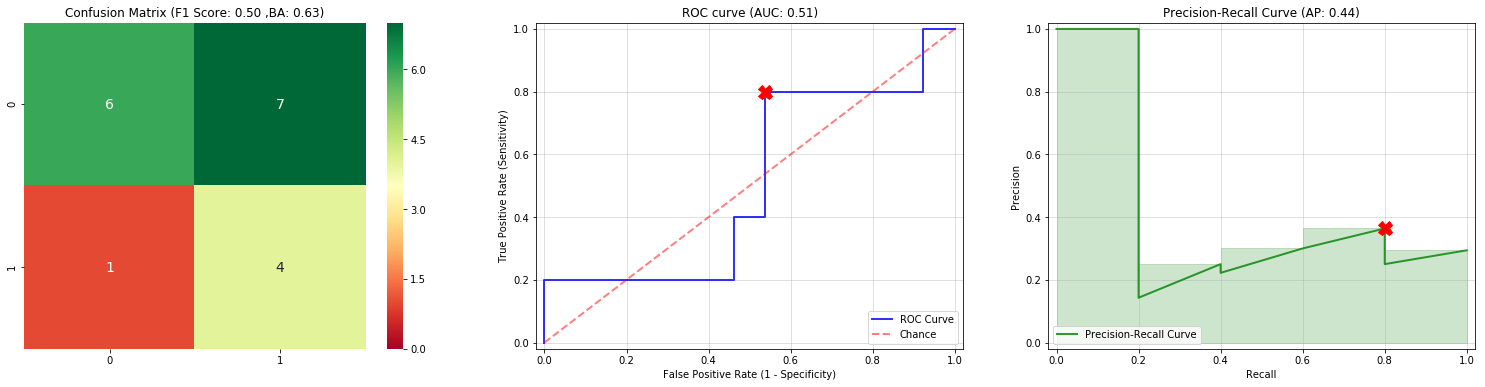 Confusion Matrix (F1 Score: 0.50 ,BA: 0.63)
0
1
6
7
1
4
0
1
6.0
4.5
3.0
1.5
0.0
ROC curve (AUC: 0.51)
True Positive Rate (Sensitivity)
1.0
0.8
0.6
0.4
0.2
0.0
ROC Curve
Chance
0.0 0.2 0.4 0.6 0.8 1.0
False Positive Rate (1 - Specificity)
Precision-Recall Curve (AP: 0.44)
Precision
1.0
0.8
0.6
0.4
0.2
0.0
Precision-Recall Curve
0.0 0.2 0.4 0.6 0.8 1.0
Recall